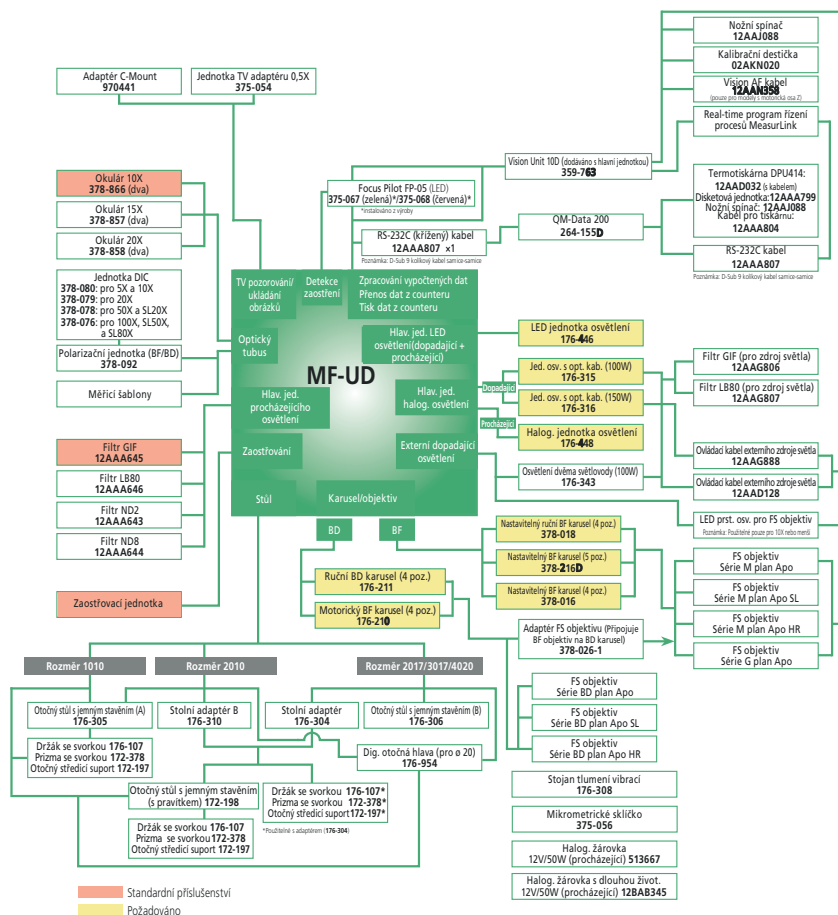 Adaptér C-Mount
970441
Jednotka TV adaptéru 0,5X
375-054
Nožní spínač
12AAJ088
Kalibrační destička
02AKN020
Vision AF kabel
12AAN358
(pouze pro modely s motorická osa Z)
Real-time program řízení
procesů MeasurLink
Vision Unit 10D (dodáváno s hlavní jednotkou)
359-763
Okulár 10X
378-866 (dva)
Okulár 15X
378-857 (dva)
Okulár 20X
378-858 (dva)
Focus Pilot FP-05 (LED)
375-067 (zelená)*/375-068 (červená)*
*Instalováno z výroby
RS-232C (křížený) kabel
12AAA807 ×1
Poznámka: D-Sub 9 kolíkový kabel samice-samice
QM-Data 200
264-155D
Termotiskárna DPU414:
12AAD032 (s kabelem)
Disketová jednotka:12AAA799
Nožní spínač: 12AAJ088
Kabel pro tiskárnu:
12AAA804
RS-232C kabel
12AAA807
Poznámka: D-Sub 9 kolíkový kabel samice-samice
Jednotka DIC
378-080: pro 5X a 10X
378-079: pro 20X
378-078: pro 50X a SL20X
378-076: pro 100X, SL50X,
a SL80X
Polarizační jednotka (BF/BD)
378-092
Měřicí šablony
TV pozorování/
ukládání
obrázků
Detekce
zaostření
Zpracování vypočtených dat
Přenos dat z counteru
Tisk dat z counteru
Optický
tubus
Hlav. jed. LED
osvětlení(dopadající +
procházející)
MF-UD
Hlav. jed.
procházejícího
osvětlení
Hlav. jed.
halog. osvětlení
Zaostřování
Externí dopadající
osvětlení
Stůl
Karusel/objektiv
BD
BF
LED jednotka osvětlení
176-446
Dopadající
Jed. osv. s opt. kab. (100W)
176-315
Jed. osv. s opt. kab. (150W)
176-316
Procházející
Halog. jednotka osvětlení
176-448
Osvětlení dvěma světlovody (100W)
176-343
Filtr GIF (pro zdroj světla)
12AAG806
Filtr LB80 (pro zdroj světla)
12AAG807
Ovládací kabel externího zdroje světla
12AAG888
Ovládací kabel externího zdroje světla
12AAD128
LED prst. osv. pro FS objektiv
Poznámka: Použitelné pouze pro 10X nebo menší
Filtr GIF
12AAA645
Filtr LB80
12AAA646
Filtr ND2
12AAA643
Filtr ND8
12AAA644
Zaostřovací jednotka
Ruční BD karusel (4 poz.)
176-211
Motorický BF karusel (4 poz.)
176-210
Nastavitelný ruční BF karusel (4 poz.)
378-018
Nastavitelný BF karusel (5 poz.)
378-216D
Nastavitelný BF karusel (4 poz.)
378-016
Adaptér FS objektivu (Připojuje
BF objektiv na BD karusel)
378-026-1
FS objektiv
Série M plan Apo
FS objektiv
Série M plan Apo SL
FS objektiv
Série M plan Apo HR
FS objektiv
Série G plan Apo
FS objektiv
Série BD plan Apo
FS objektiv
Série BD plan Apo SL
FS objektiv
Série BD plan Apo HR
Rozměr 1010
Rozměr 2010
Rozměr 2017/3017/4020
Otočný stůl s jemným stavěním (A)
176-305
Stolní adaptér B
176-310
Stolní adaptér
176-304
Otočný stůl s jemným stavěním (B)
176-306
Držák se svorkou 176-107
Prizma se svorkou 172-378
Otočný středicí suport 172-197
Dig. otočná hlava (pro ø 20)
176-954
Otočný stůl s jemným stavěním
(s pravítkem) 172-198
Držák se svorkou 176-107*
Prizma se svorkou 172-378*
Otočný středicí suport 172-197*
*Použitelné s adaptérem (176-304)
Držák se svorkou 176-107
Prizma se svorkou 172-378
Otočný středicí suport 172-197
Stojan tlumení vibrací
176-308
Mikrometrické sklíčko
375-056
Halog. žárovka
12V/50W (procházející) 513667
Halog. žárovka s dlouhou život.
12V/50W (procházející) 12BAB345
Standardní příslušenství
Požadováno